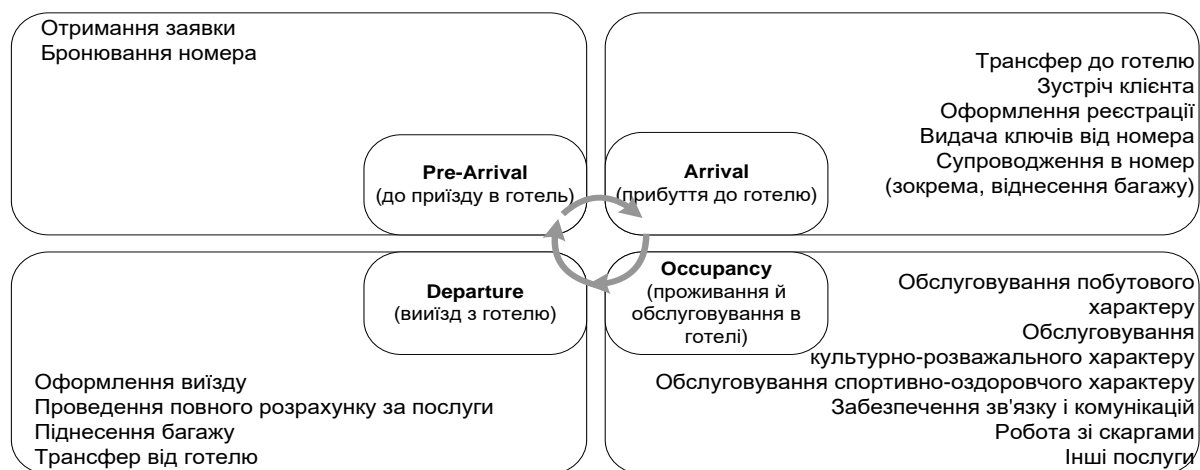 Отримання заявки
Бронювання номера
Pre-Arrival
(до приїзду в готель)
Трансфер до готелю
Зустріч клієнта
Оформлення реєстрації
Видача ключів від номера
Супроводження в номер
(зокрема, віднесення багажу)
Arrival
(прибуття до готелю)
Departure
(вииїзд з готелю)
Оформлення виїзду
Проведення повного розрахунку за послуги
Піднесення багажу
Трансфер від готелю
Occupancy
(проживання й
обслуговування в
готелі)
Обслуговування побутового
характеру
Обслуговування
культурно-розважального характеру
Обслуговування спортивно-оздоровчого характеру
Забезпечення зв'язку і комунікацій
Робота зі скаргами
Інші послуги